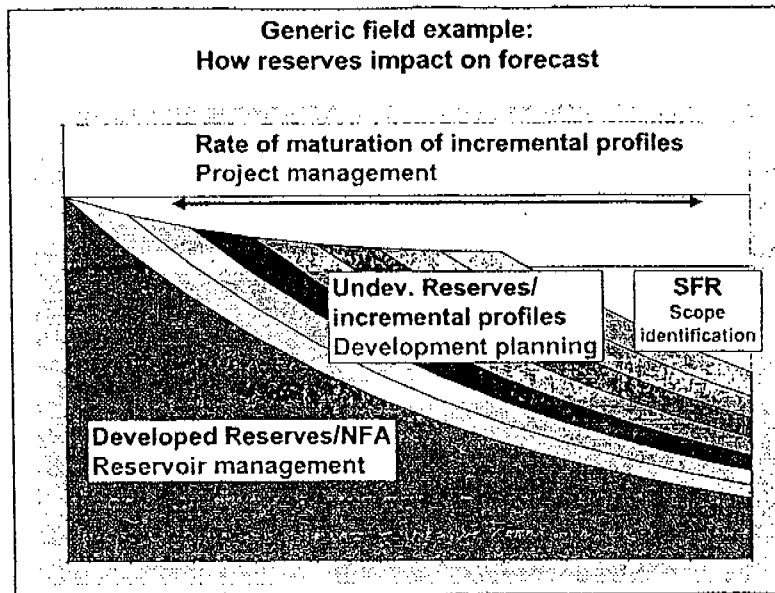 Generic field example:
How reserves impact on forecast
Rate of maturation of incremental profiles
Project management
Undev. Reserves/
incremental profiles
Development planning
SFR
Scope
identification
Developed Reserves/NFA
Reservoir management